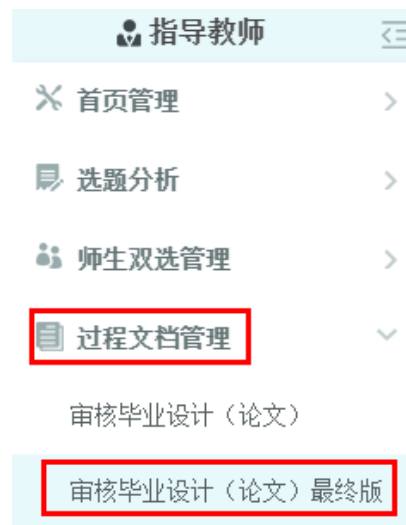 指导教师
首页管理
选题分析
师生双选管理
过程文档管理
审核毕业设计（论文）
审核毕业设计（论文）最终版